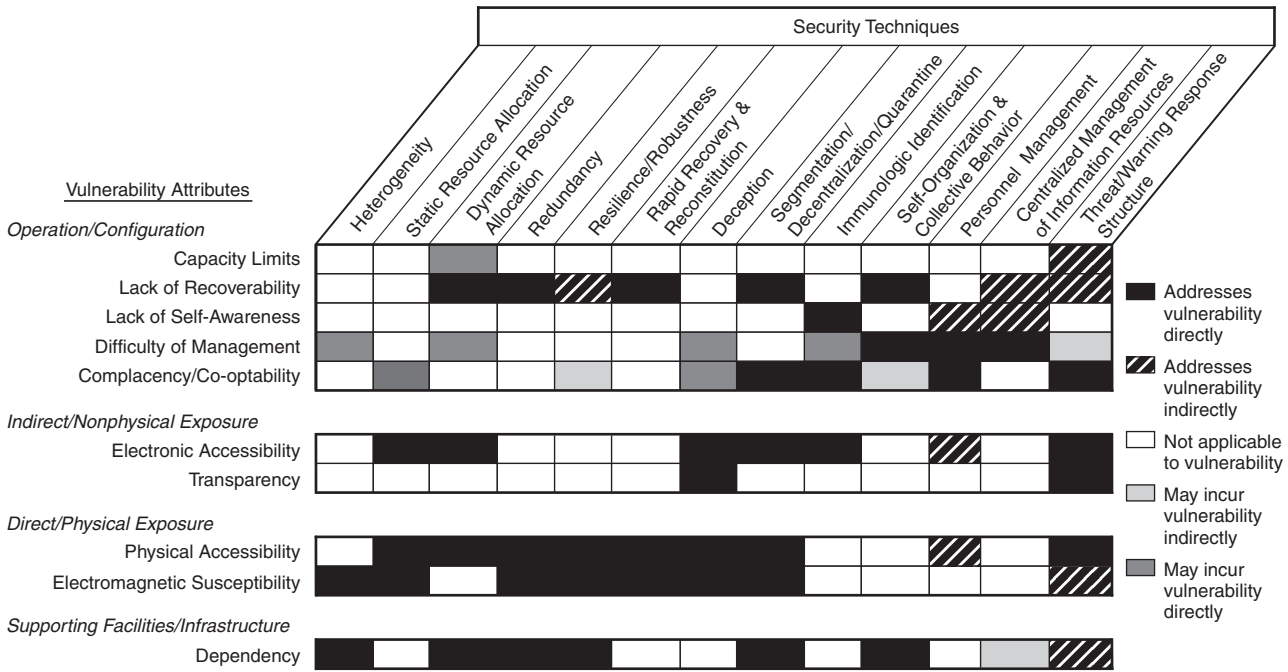 Security Techniques
Heterogeneity
Static Resource Allocation
Dynamic Resource
Allocation
Redundancy
Resilience/Robustness
Rapid Recovery &
Reconstitution
Deception
Segmentation/
Decentralization/Quarantine
Immunologic Identification
Self-Organization &
Collective Behavior
Personnel Management
Centralized Management
of Information Resources
Threat/Warning Response
Structure
Vulnerability Attributes
Operation/Configuration
Capacity Limits
Lack of Recoverability
Lack of Self-Awareness
Difficulty of Management
Complacency/Co-optability
Indirect/Nonphysical Exposure
Electronic Accessibility
Transparency
Direct/Physical Exposure
Physical Accessibility
Electromagnetic Susceptibility
Supporting Facilities/Infrastructure
Dependency
Addresses
vulnerability
directly
Addresses
vulnerability
indirectly
Not applicable
to vulnerability
May incur
vulnerability
indirectly
May incur
vulnerability
directly